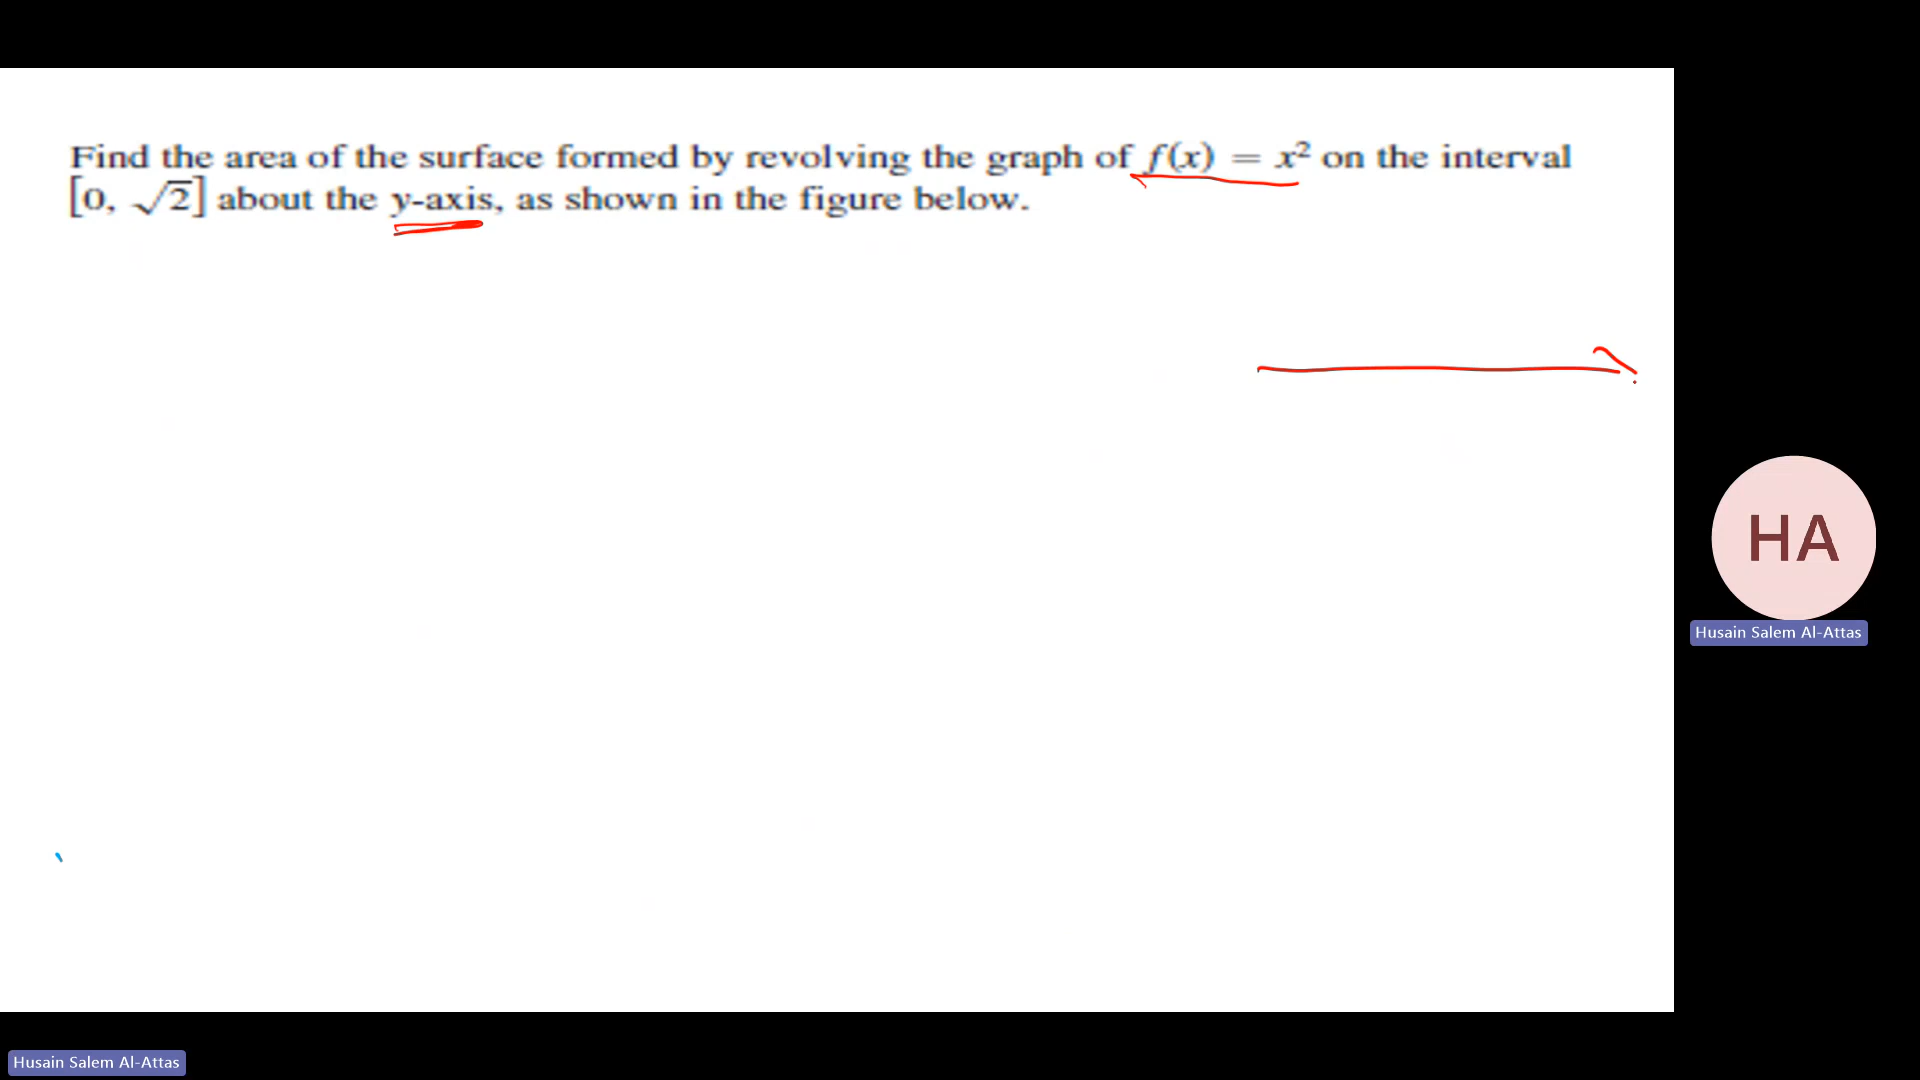 Find the area of the surface formed by revolving the graph of f(x) = x² on the interval
[0, √2] about the y-axis, as shown in the figure below.
HA
Husain Salem Al-Attas
Husain Salem Al-Attas